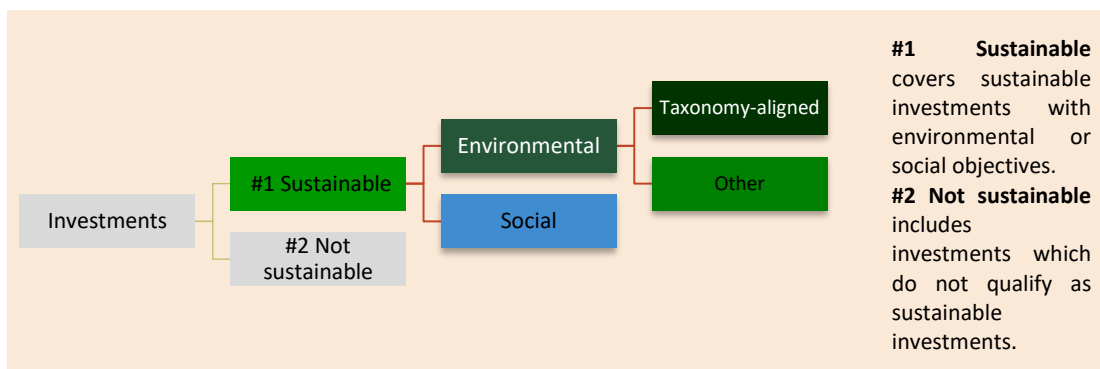 Investments
#1 Sustainable
#2 Not
sustainable
Environmental
Social
Taxonomy-aligned
Other
#1 Sustainable
covers sustainable
investments with
environmental or
social objectives.
#2 Not sustainable
includes
investments which
do not qualify as
sustainable
investments.